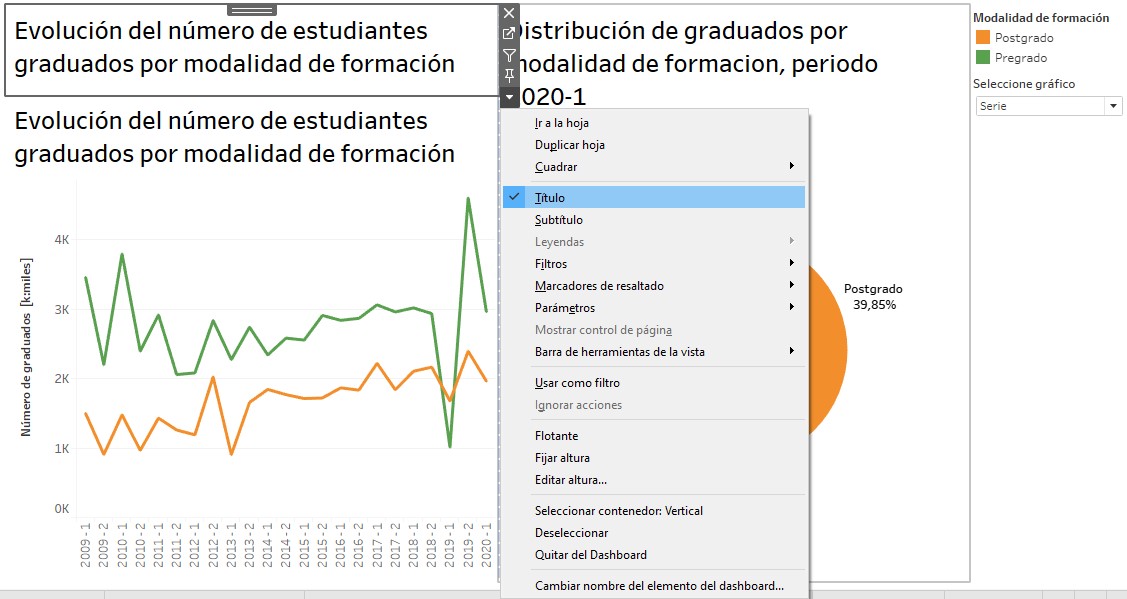 Evolución del número de estudiantes
graduados por modalidad de formación
Distribución de graduados por
modalidad de formacion, periodo
020-1
Modalidad de formación
Postgrado
Pregrado
Seleccione gráfico
Serie
Evolución del número de estudiantes
graduados por modalidad de formación
Número de graduados [k:miles]
4K
3K
2K
1K
0K
2009 - 1
2009 - 2
2010 - 1
2010 - 2
2011 - 1
2011 - 2
2012 - 1
2012 - 2
2013 - 1
2013 - 2
2014 - 1
2014 - 2
2015 - 1
2015 - 2
2016 - 1
2016 - 2
2017 - 1
2017 - 2
2018 - 1
2018 - 2
2019 - 1
2019 - 2
2020 - 1
Ir a la hoja
Duplicar hoja
Cuadrar
Título
Subtítulo
Leyendas
Filtros
Marcadores de resaltado
Parámetros
Mostrar control de página
Barra de herramientas de la vista
Usar como filtro
Ignorar acciones
Flotante
Fijar altura
Editar altura...
Seleccionar contenedor: Vertical
Deseleccionar
Quitar del Dashboard
Cambiar nombre del elemento del dashboard...
Postgrado
39,85%